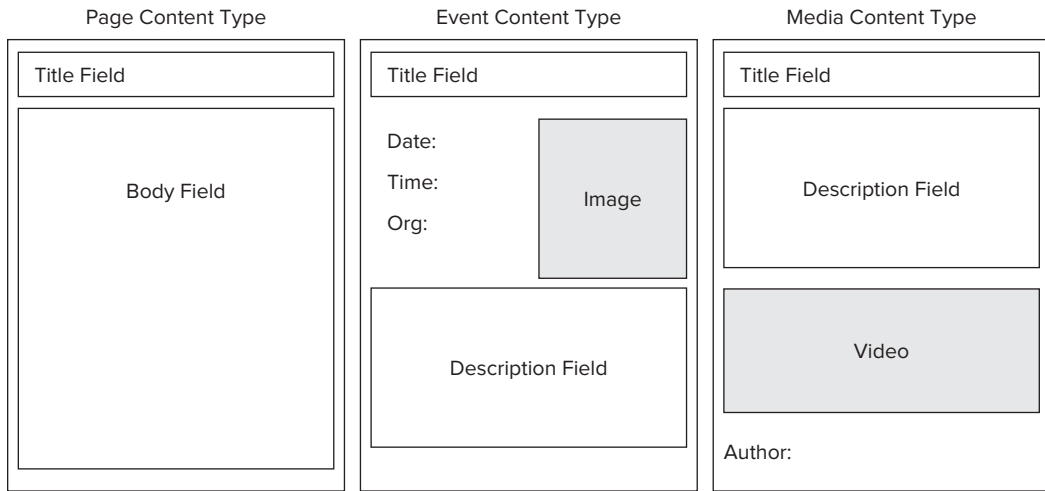 Page Content Type
Title Field
Body Field
Event Content Type
Title Field
Date:
Time:
Org:
Image
Description Field
Media Content Type
Title Field
Description Field
Video
Author: